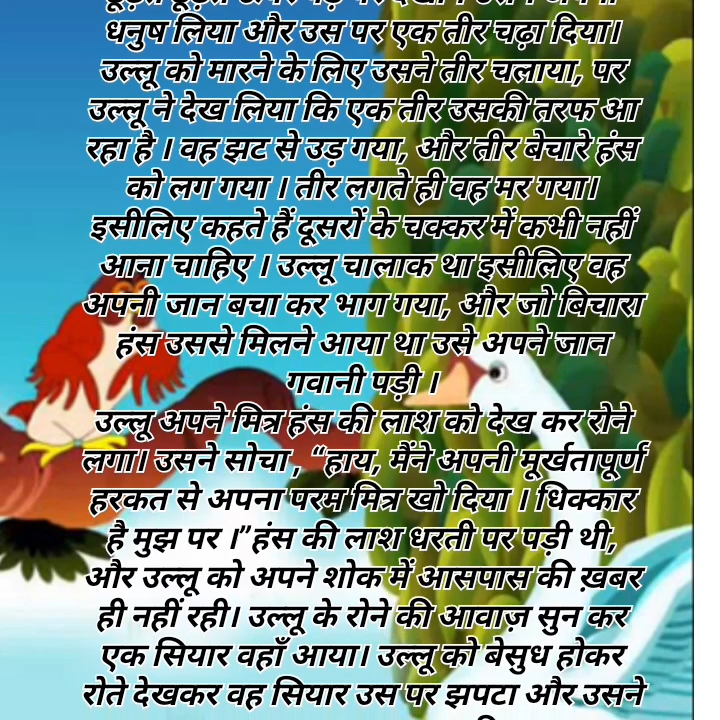 धनुष लिया और उस पर एक तीर चढ़ा दिया।
उल्लू को मारने के लिए उसने तीर चलाया, पर
उल्लू ने देख लिया कि एक तीर उसकी तरफ आ
रहा है । वह झट से उड़ गया, और तीर बेचारे हंस
को लग गया । तीर लगते ही वह मर गया।
इसीलिए कहते हैं दूसरों के चक्कर में कभी नहीं
आना चाहिए । उल्लू चालाक था इसीलिए वह
अपनी जान बचा कर भाग गया, और जो बिचारा
हंस उससे मिलने आया था उसे अपने जान
गवानी पड़ी ।
उल्लू अपने मित्र हंस की लाश को देख कर रोने
लगा। उसने सोचा , “हाय, मैंने अपनी मूर्खतापूर्ण
हरकत से अपना परम मित्र खो दिया । धिक्कार
है मुझ पर ।”हंस की लाश धरती पर पड़ी थी,
और उल्लू को अपने शोक में आसपास की ख़बर
ही नहीं रही। उल्लू के रोने की आवाज़ सुन कर
एक सियार वहाँ आया। उल्लू को बेसुध होकर
रोते देखकर वह सियार उस पर झपटा और उसने